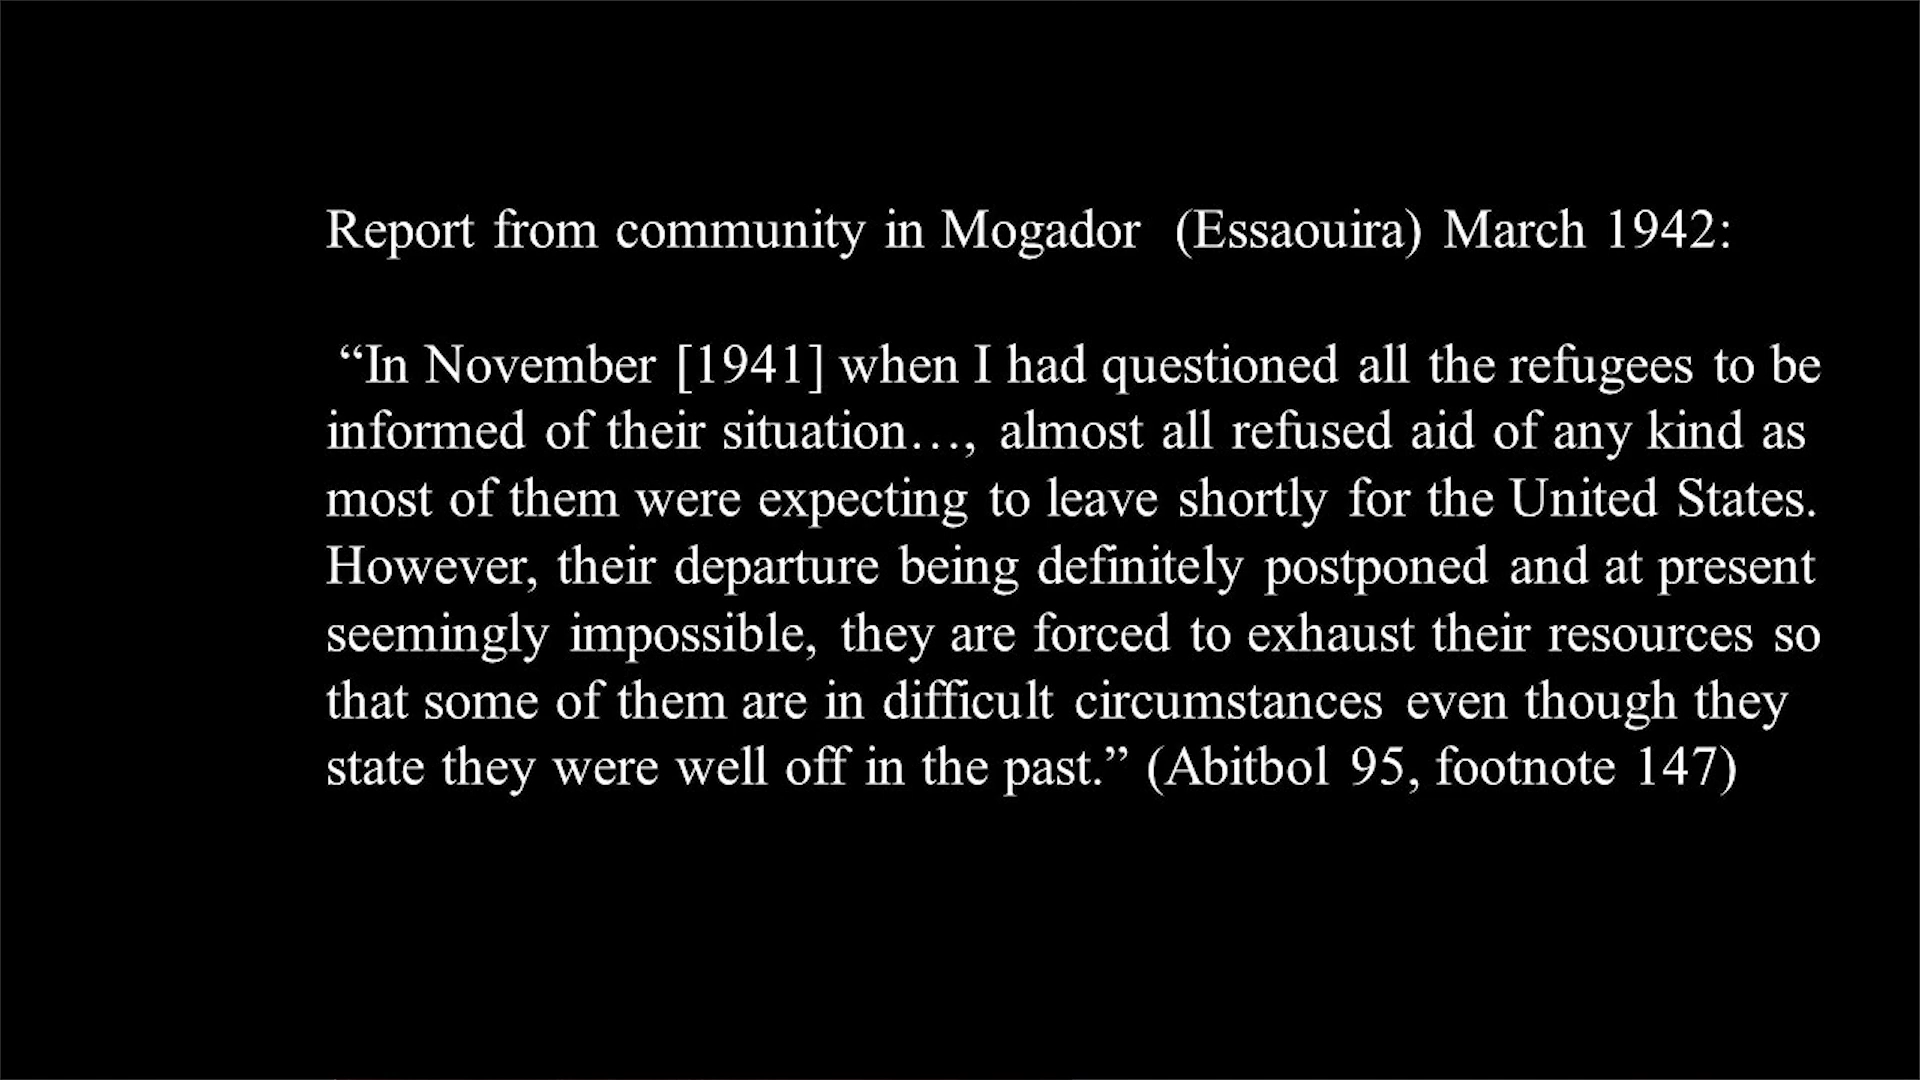 Report from community in Mogador (Essaouira) March 1942:
“In November [1941] when I had questioned all the refugees to be
informed of their situation…, almost all refused aid of any kind as
most of them were expecting to leave shortly for the United States.
However, their departure being definitely postponed and at present
seemingly impossible, they are forced to exhaust their resources so
that some of them are in difficult circumstances even though they
state they were well off in the past.” (Abitbol 95, footnote 147)